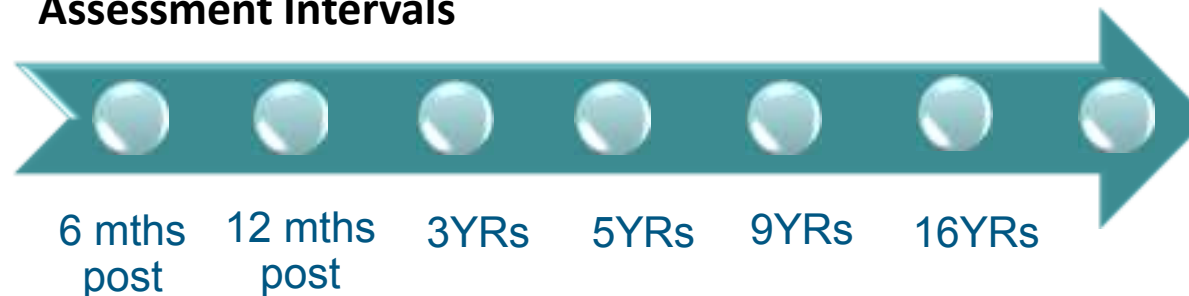 Assessment Intervals
6 mths
post
12 mths
post
3YRs
5YRs
9YRs
16YRs